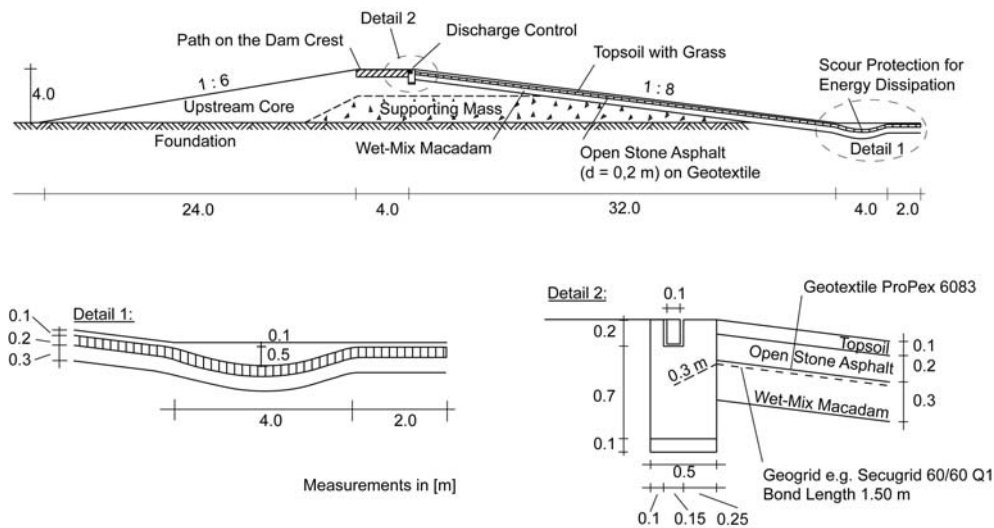 Detail 2
Discharge Control
Path on the Dam Crest
Topsoil with Grass
Scour Protection for
Energy Dissipation
4.0
1 : 6
1 : 8
Upstream Core
Supporting Mass
Foundation
Wet-Mix Macadam
Open Stone Asphalt
(d = 0,2 m) on Geotextile
Detail 1
24.0
4.0
32.0
4.0
2.0
Detail 1:
0.1
0.2
0.3
0.1
0.5
4.0
2.0
Measurements in [m]
Detail 2:
Geotextile ProPex 6083
0.1
0.2
0.7
0.1
0.3 m
Topsoil
Open Stone Asphalt
Wet-Mix Macadam
0.1
0.2
0.3
0.5
0.1
0.15
0.25
Geogrid e.g. Secugrid 60/60 Q1
Bond Length 1.50 m